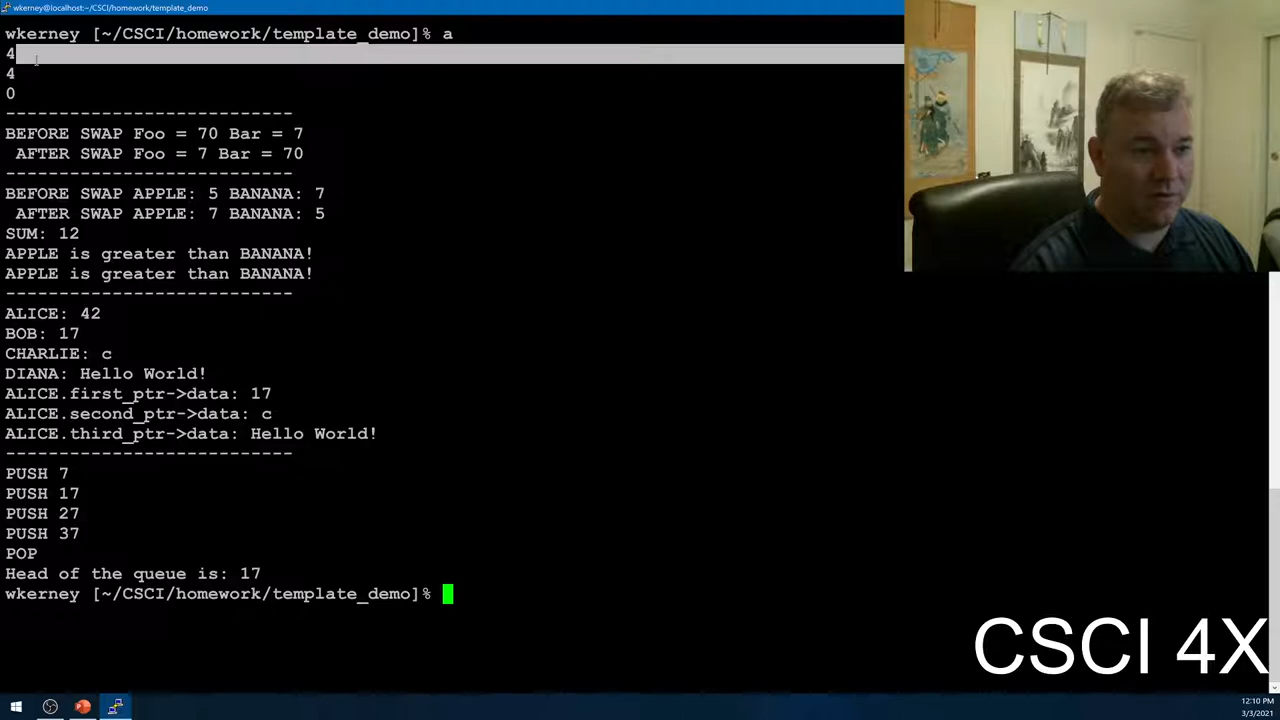 wkerney@localhost:~/CSCI/homework/template_demo
wkerney [~/CSCI/homework/template_demo]% a
4
4
0
---------------------------
BEFORE SWAP Foo = 70 Bar = 7
 AFTER SWAP Foo = 7 Bar = 70
---------------------------
BEFORE SWAP APPLE: 5 BANANA: 7
 AFTER SWAP APPLE: 7 BANANA: 5
SUM: 12
APPLE is greater than BANANA!
APPLE is greater than BANANA!
---------------------------
ALICE: 42
BOB: 17
CHARLIE: c
DIANA: Hello World!
ALICE.first_ptr->data: 17
ALICE.second_ptr->data: c
ALICE.third_ptr->data: Hello World!
---------------------------
PUSH 7
PUSH 17
PUSH 27
PUSH 37
POP
Head of the queue is: 17
wkerney [~/CSCI/homework/template_demo]%
CSCI 4X
12:10 PM
3/3/2021